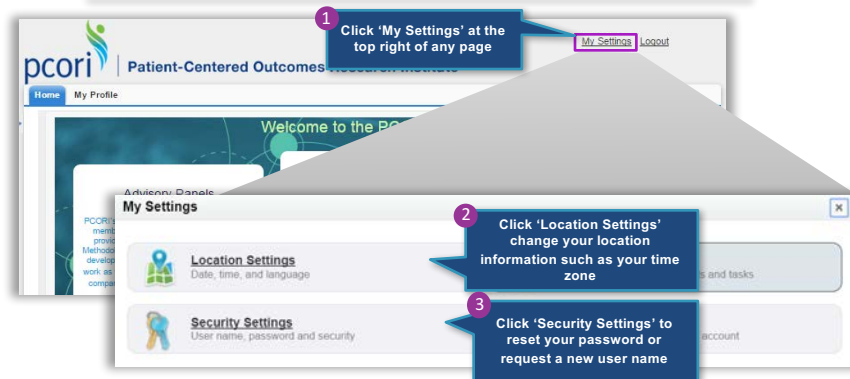 1
Click ‘My Settings’ at the
top right of any page
My Settings Logout
pcori
Patient-Centered Outcomes Research Institute
Home My Profile
Welcome to the
Advisory Panels
My Settings
2
Click ‘Location Settings’
change your location
information such as your time
zone
Location Settings
Date, time, and language
and tasks
3
Click ‘Security Settings’ to
reset your password or
request a new user name
Security Settings
User name, password and security
account